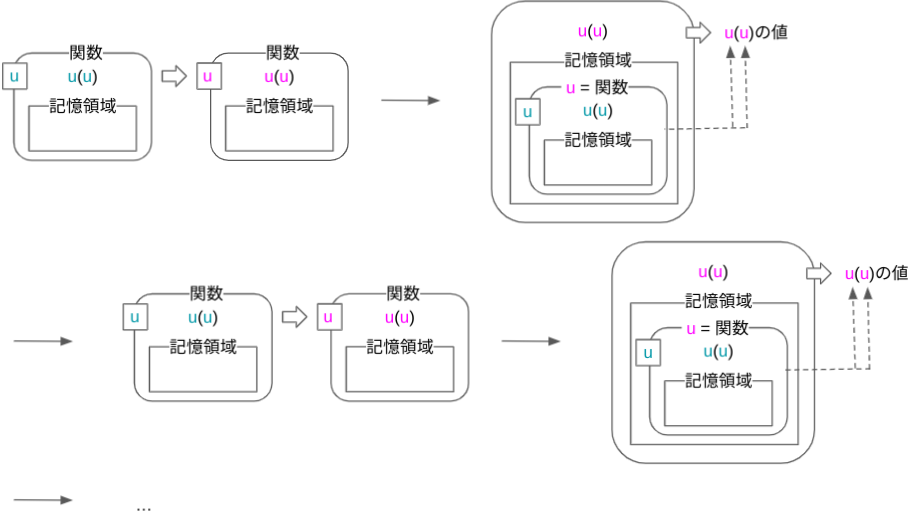 関数
u
u(u)
記憶領域
関数
u
u(u)
記憶領域
u(u)
記憶領域
u = 関数
u
u(u)
記憶領域
u(u)の値
関数
u
u(u)
記憶領域
関数
u
u(u)
記憶領域
u(u)
記憶領域
u = 関数
u
u(u)
記憶領域
u(u)の値
...